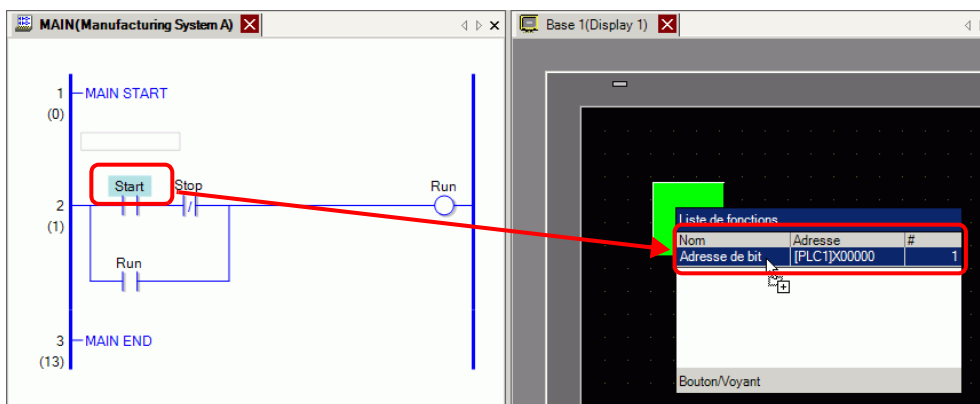 MAIN(Manufacturing System A)
1 MAIN START
(0)
Start Stop Run
2
(1)
Run
3 MAIN END
(13)
Base 1(Display 1)
Liste de fonctions
Nom Adresse #
Adresse de bit [PLC1]X00000 1
Bouton/Voyant